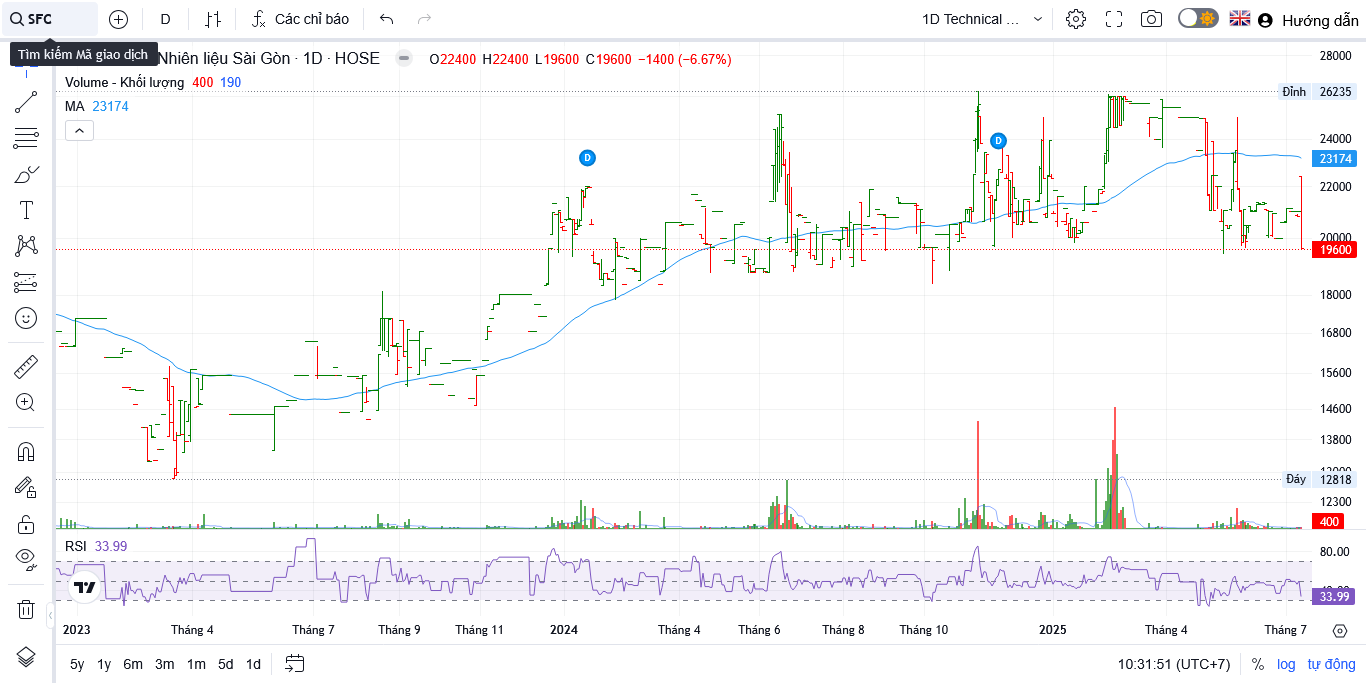 SFC
D
Các chỉ báo
1D Technical ...
Hướng dẫn
Tìm kiếm Mã giao dịch
Nhiên liệu Sài Gòn · 1D · HOSE
O22400 H22400 L19600 C19600 −1400 (−6.67%)
Volume - Khối lượng 400 190
MA 23174
28000
Đỉnh 26235
24000
23174
22000
20000
19600
18000
16800
15600
14600
13800
Đáy 12818
12300
400
D
D
RSI 33.99
80.00
33.99
2023 Tháng 4 Tháng 7 Tháng 9 Tháng 11 2024 Tháng 4 Tháng 6 Tháng 8 Tháng 10 2025 Tháng 4 Tháng 7
5y 1y 6m 3m 1m 5d 1d
10:31:51 (UTC+7) % log tự động